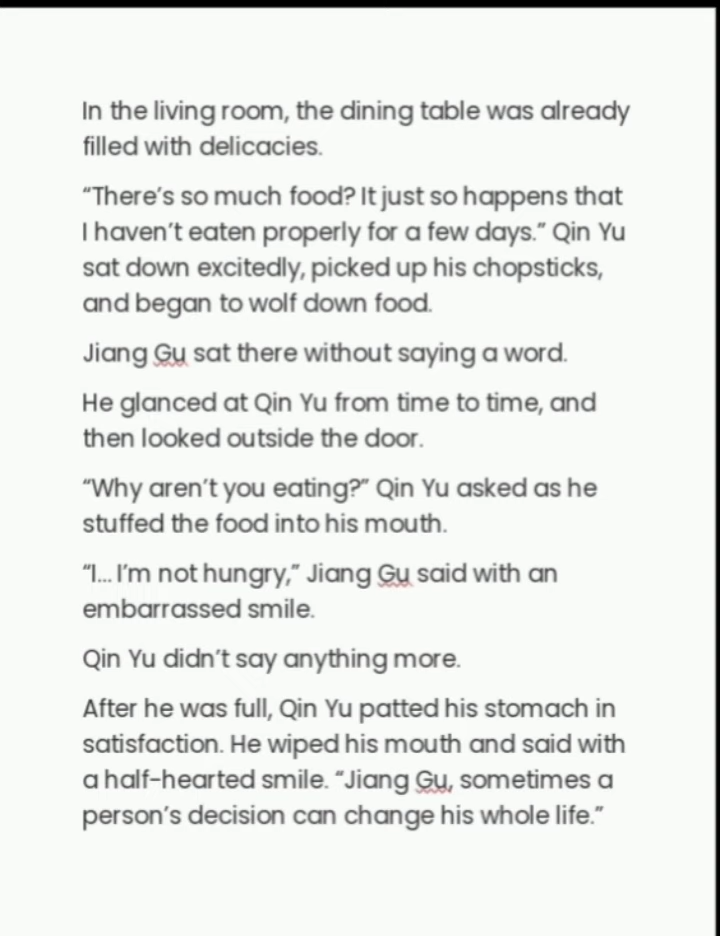 In the living room, the dining table was already
filled with delicacies.
“There’s so much food? It just so happens that
I haven’t eaten properly for a few days.” Qin Yu
sat down excitedly, picked up his chopsticks,
and began to wolf down food.
Jiang Gu sat there without saying a word.
He glanced at Qin Yu from time to time, and
then looked outside the door.
“Why aren’t you eating?” Qin Yu asked as he
stuffed the food into his mouth.
“I... I’m not hungry,” Jiang Gu said with an
embarrassed smile.
Qin Yu didn’t say anything more.
After he was full, Qin Yu patted his stomach in
satisfaction. He wiped his mouth and said with
a half-hearted smile. “Jiang Gu, sometimes a
person’s decision can change his whole life.”